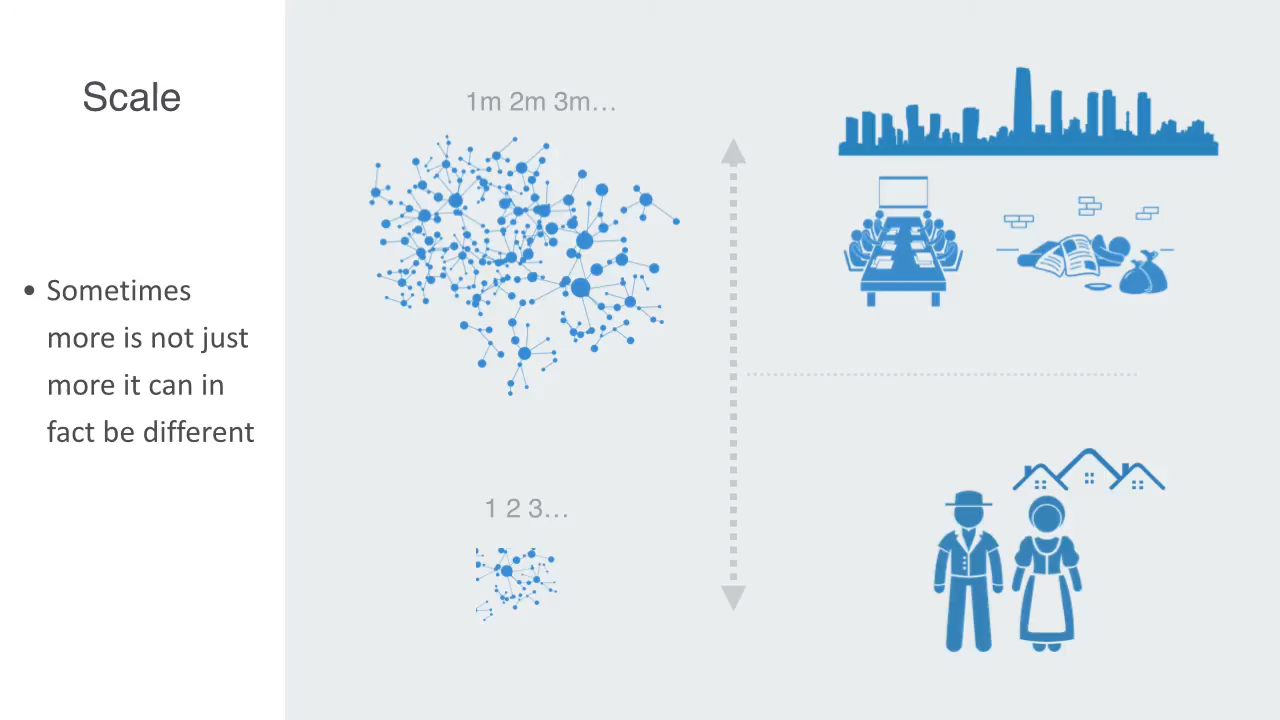 Scale
• Sometimes
more is not just
more it can in
fact be different
1m 2m 3m…
1 2 3…